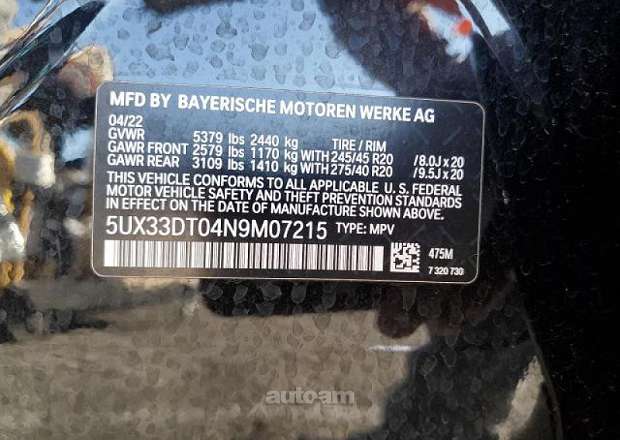 MFD BY BAYERISCHE MOTOREN WERKE AG
04/22
GVWR 5379 lbs 2440 kg TIRE / RIM
GAWR FRONT 2579 lbs 1170 kg WITH 245/45 R20 /8.0J x 20
GAWR REAR 3109 lbs 1410 kg WITH 275/40 R20 /9.5J x 20
THIS VEHICLE CONFORMS TO ALL APPLICABLE U. S. FEDERAL
MOTOR VEHICLE SAFETY AND THEFT PREVENTION STANDARDS
IN EFFECT ON THE DATE OF MANUFACTURE SHOWN ABOVE.
5UX33DT04N9M07215 TYPE: MPV
475M
7 320 730
autoam